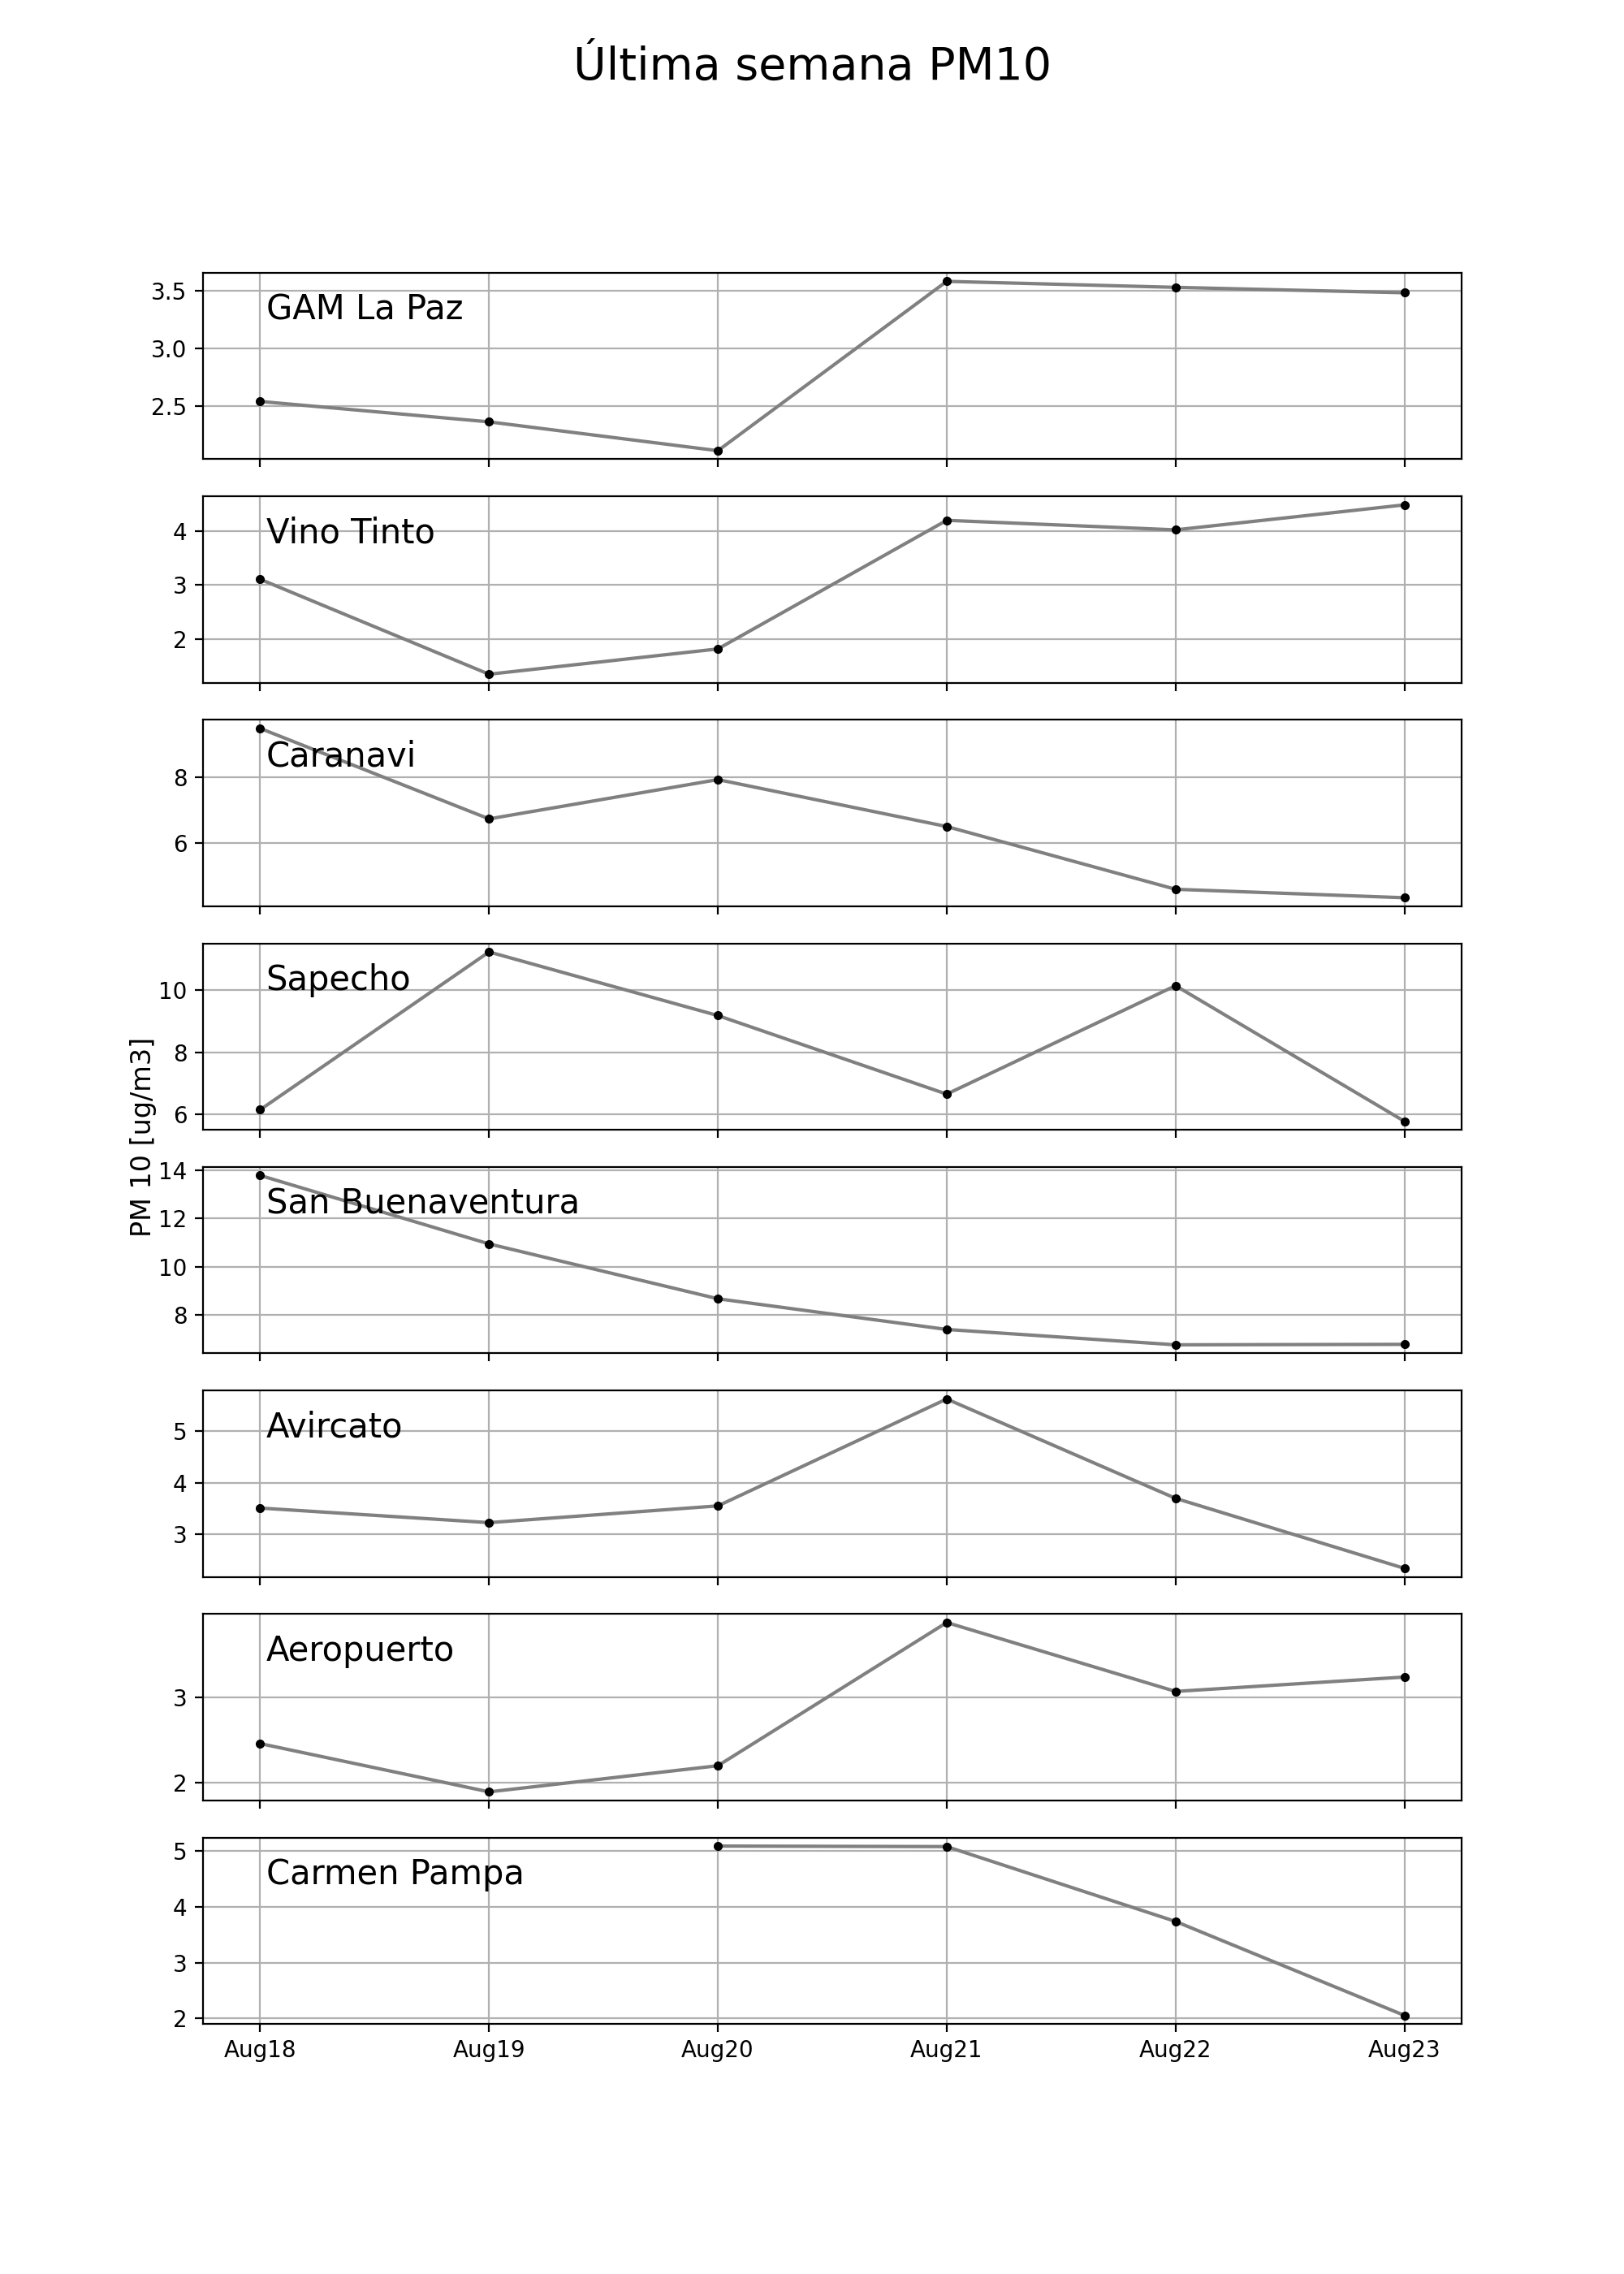 Última semana PM10
3.5
3.0
2.5
GAM La Paz
4
3
2
Vino Tinto
8
6
Caranavi
10
8
6
Sapecho
PM 10 [ug/m3]
14
12
10
8
San Buenaventura
5
4
3
Avircato
3
2
Aeropuerto
5
4
3
2
Carmen Pampa
Aug18 Aug19 Aug20 Aug21 Aug22 Aug23